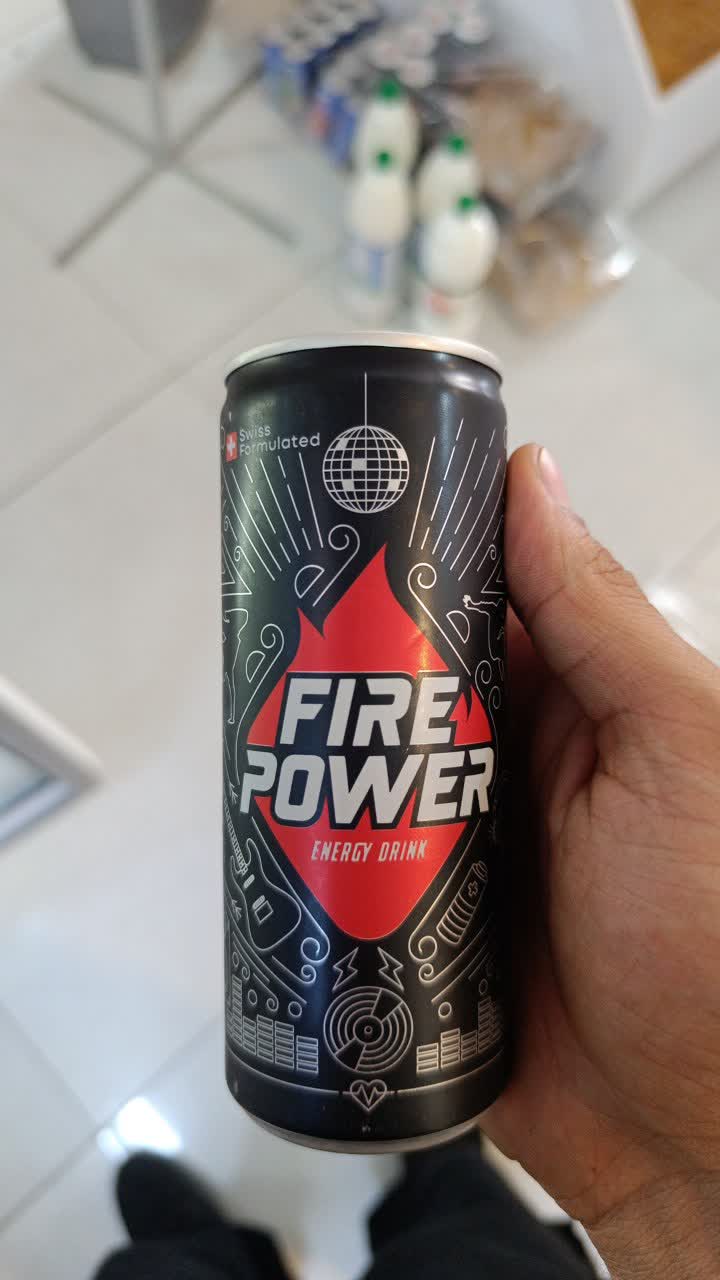 Swiss
Formulated
FIRE
POWER
ENERGY DRINK